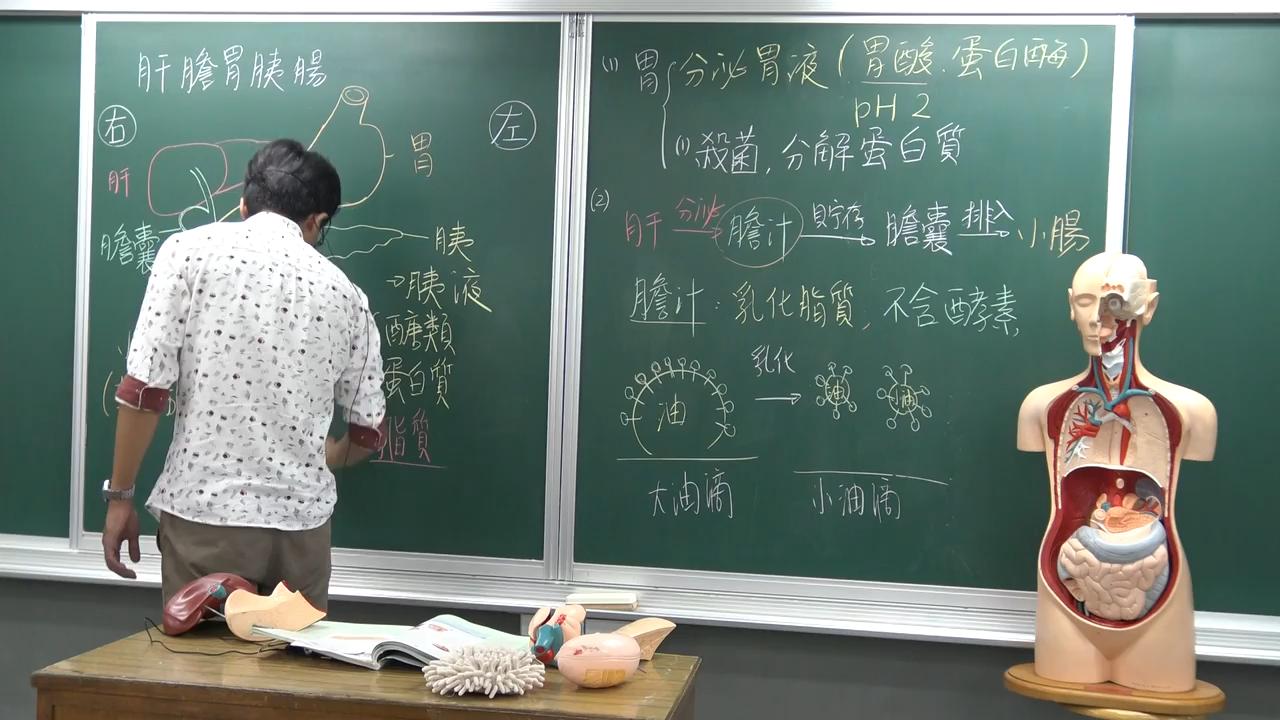 肝膽胃胰腸
右
左
胃
肝
膽囊
胰
→胰液
醣類
蛋白質
脂質
(1) 胃 分泌胃液(胃酸.蛋白酶)
pH 2
(1) 殺菌,分解蛋白質
(2)
肝 分泌→ 膽汁 貯存→ 膽囊 排入→ 小腸
膽汁:乳化脂質,不含酵素,
油 乳化→ 油 油
大油滴 小油滴